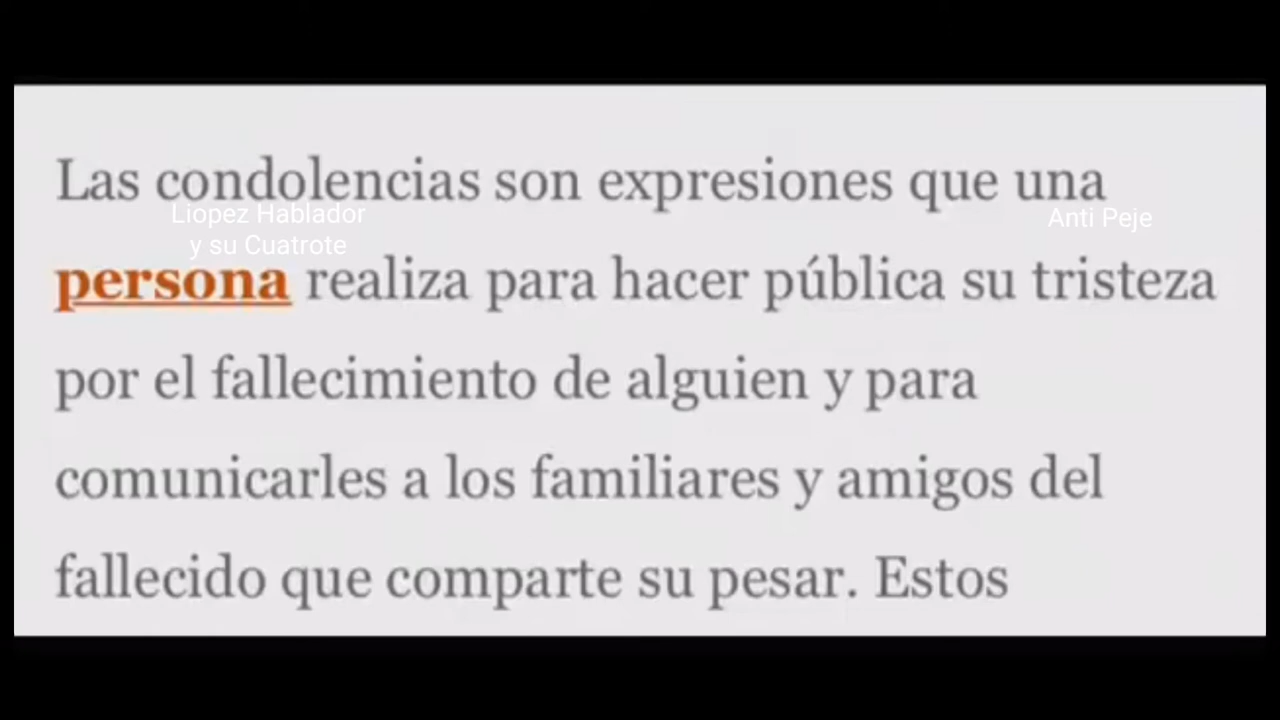 Las condolencias son expresiones que una
Liopez Hablador
y su Cuatrote
Anti Peje
persona realiza para hacer pública su tristeza
por el fallecimiento de alguien y para
comunicarles a los familiares y amigos del
fallecido que comparte su pesar. Estos